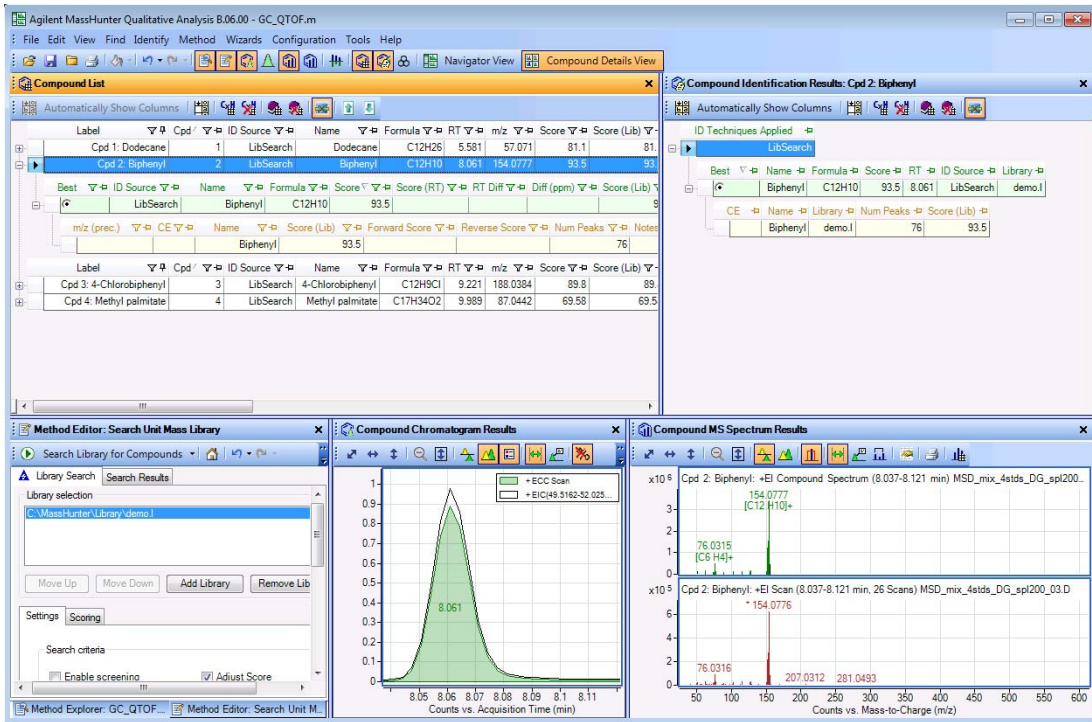 Agilent MassHunter Qualitative Analysis B.06.00 - GC_QTOF.m
File Edit View Find Identify Method Wizards Configuration Tools Help
Navigator View Compound Details View
Compound List
Automatically Show Columns
Label Cpd ID Source Name Formula RT m/z Score Score (Lib)
Cpd 1: Dodecane 1 LibSearch Dodecane C12H26 5.581 57.071 81.1 81.
Cpd 2: Biphenyl 2 LibSearch Biphenyl C12H10 8.061 154.0777 93.5 93.
Best ID Source Name Formula Score Score (RT) RT Diff Diff (ppm) Score (Lib)
LibSearch Biphenyl C12H10 93.5 9
m/z (prec.) CE Name Score (Lib) Forward Score Reverse Score Num Peaks Notes
Biphenyl 93.5 76
Label Cpd ID Source Name Formula RT m/z Score Score (Lib)
Cpd 3: 4-Chlorobiphenyl 3 LibSearch 4-Chlorobiphenyl C12H9Cl 9.221 188.0384 89.8 89.
Cpd 4: Methyl palmitate 4 LibSearch Methyl palmitate C17H34O2 9.989 87.0442 69.58 69.5
Compound Identification Results: Cpd 2: Biphenyl
Automatically Show Columns
ID Techniques Applied
LibSearch
Best Name Formula Score RT ID Source Library
Biphenyl C12H10 93.5 8.061 LibSearch demo.l
CE Name Library Num Peaks Score (Lib)
Biphenyl demo.l 76 93.5
Method Editor: Search Unit Mass Library
Search Library for Compounds
Library Search Search Results
Library selection
C:\MassHunter\Library\demo.l
Move Up Move Down Add Library Remove Lib
Settings Scoring
Search criteria
Enable screening Adjust Score
Method Explorer: GC_QTOF... Method Editor: Search Unit M...
Compound Chromatogram Results
+ ECC Scan
+ EIC(49.5162-52.025...
1
0.9
0.8
0.7
0.6
0.5
0.4
0.3
0.2
0.1
0
8.061
8.05 8.06 8.07 8.08 8.09 8.1 8.11
Counts vs. Acquisition Time (min)
Compound MS Spectrum Results
x10 6 Cpd 2: Biphenyl: +EI Compound Spectrum (8.037-8.121 min) MSD_mix_4stds_DG_spl200...
154.0777
[C12 H10]+
3
2
1
0
76.0315
[C6 H4]+
x10 5 Cpd 2: Biphenyl: +EI Scan (8.037-8.121 min, 26 Scans) MSD_mix_4stds_DG_spl200_03.D
* 154.0776
6
4
2
0
76.0316
207.0312 281.0493
50 100 150 200 250 300 350 400 450 500 550 600
Counts vs. Mass-to-Charge (m/z)